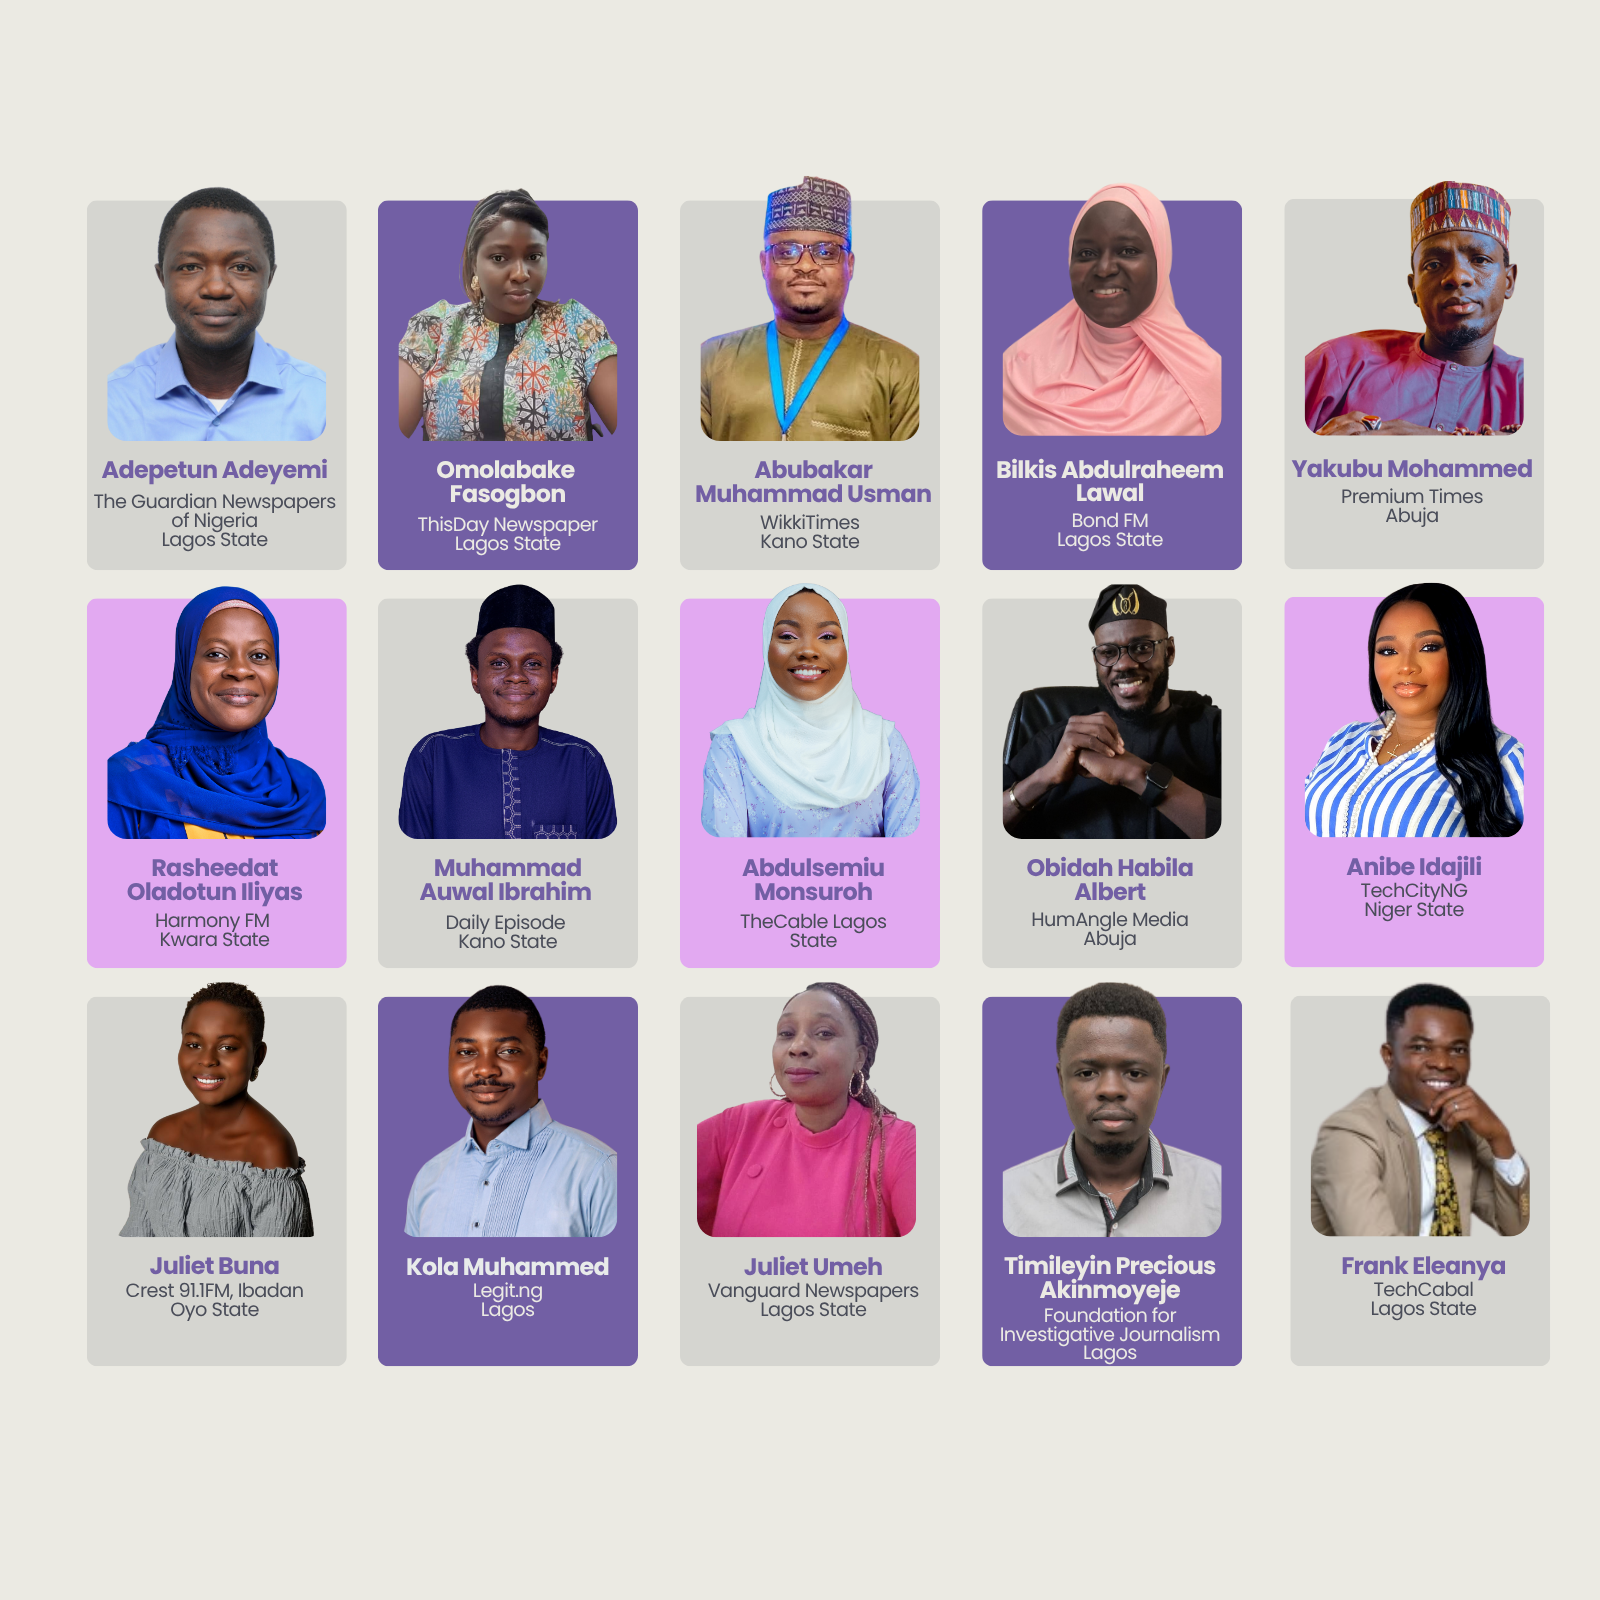 Adepetun Adeyemi
The Guardian Newspapers
of Nigeria
Lagos State
Omolabake
Fasogbon
ThisDay Newspaper
Lagos State
Abubakar
Muhammad Usman
WikkiTimes
Kano State
Bilkis Abdulraheem
Lawal
Bond FM
Lagos State
Yakubu Mohammed
Premium Times
Abuja
Rasheedat
Oladotun Iliyas
Harmony FM
Kwara State
Muhammad
Auwal Ibrahim
Daily Episode
Kano State
Abdulsemiu
Monsuroh
TheCable Lagos
State
Obidah Habila
Albert
HumAngle Media
Abuja
Anibe Idajili
TechCityNG
Niger State
Juliet Buna
Crest 91.1FM, Ibadan
Oyo State
Kola Muhammed
Legit.ng
Lagos
Juliet Umeh
Vanguard Newspapers
Lagos State
Timileyin Precious
Akinmoyeje
Foundation for
Investigative Journalism
Lagos
Frank Eleanya
TechCabal
Lagos State